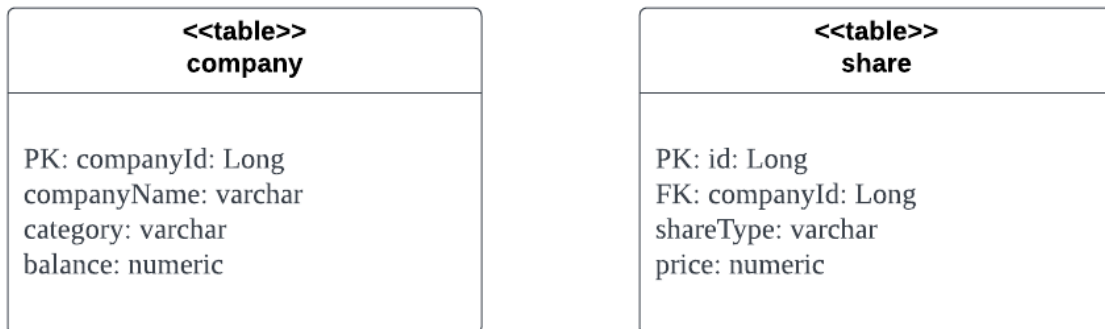 <<table>>
company
PK: companyId: Long
companyName: varchar
category: varchar
balance: numeric
<<table>>
share
PK: id: Long
FK: companyId: Long
shareType: varchar
price: numeric